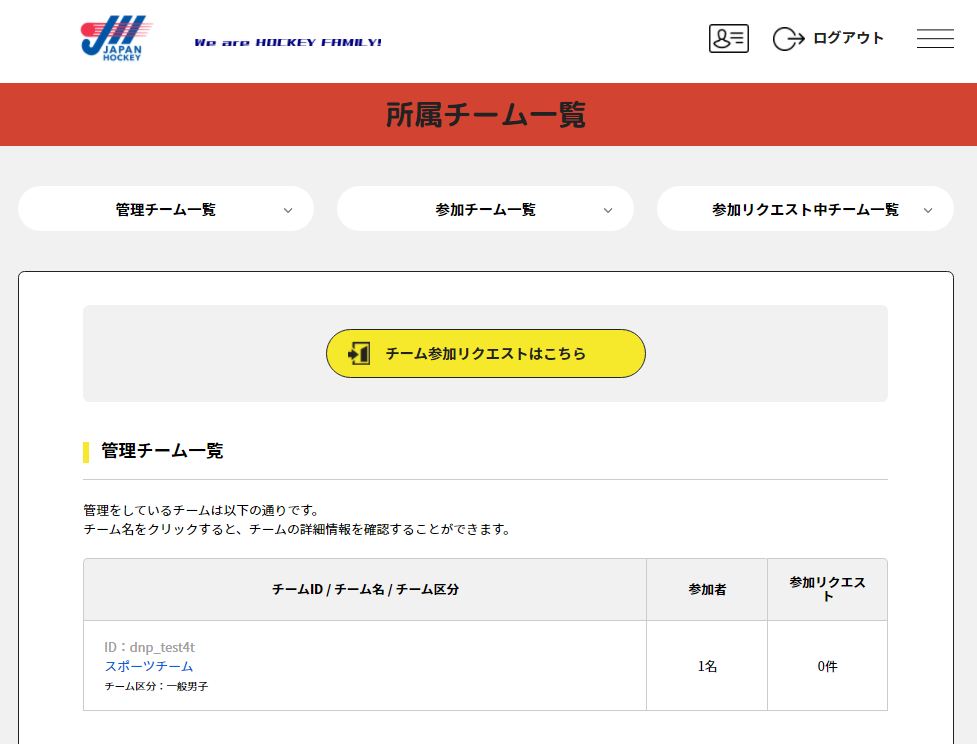 JAPAN
HOCKEY
We are HOCKEY FAMILY!
ログアウト
所属チーム一覧
管理チーム一覧
参加チーム一覧
参加リクエスト中チーム一覧
チーム参加リクエストはこちら
管理チーム一覧
管理をしているチームは以下の通りです。
チーム名をクリックすると、チームの詳細情報を確認することができます。
チームID / チーム名 / チーム区分
参加者
参加リクエス
ト
ID：dnp_test4t
スポーツチーム
チーム区分：一般男子
1名
0件